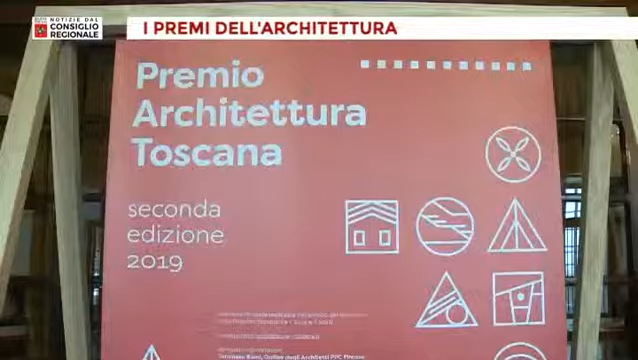 NOTIZIE DAL
CONSIGLIO
REGIONALE
I PREMI DELL'ARCHITETTURA
Premio
Architettura
Toscana
seconda
edizione
2019